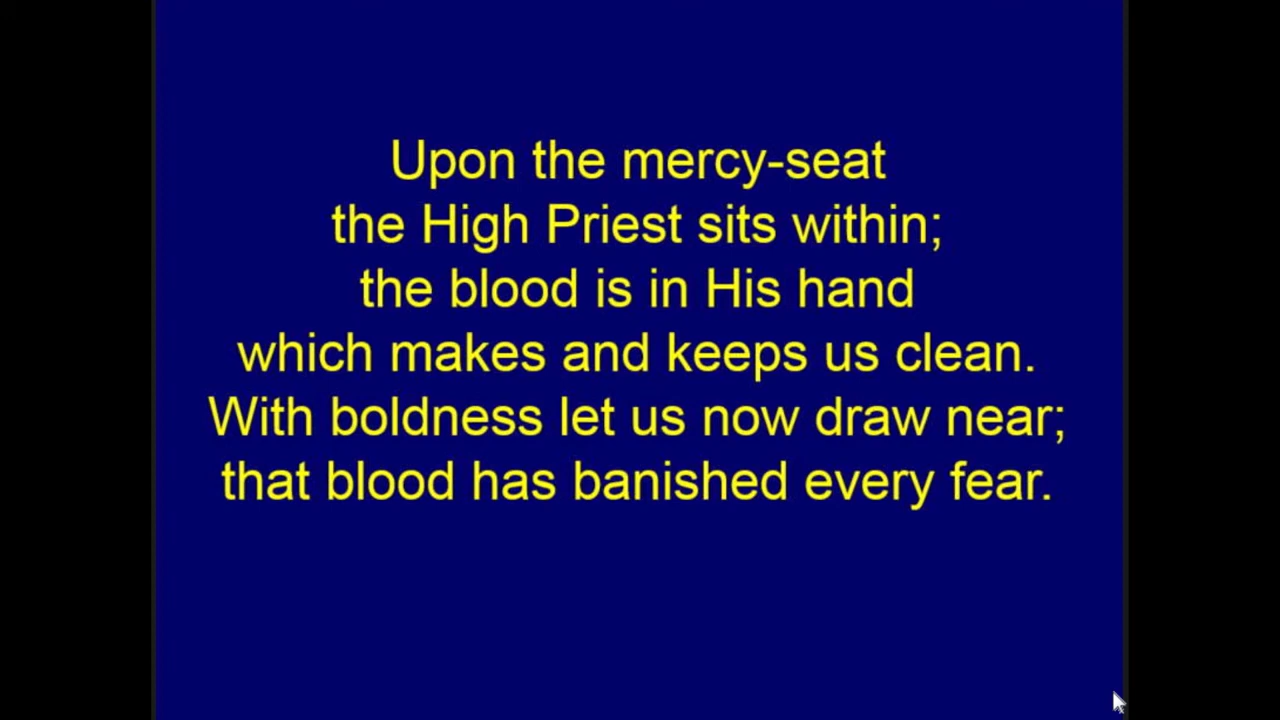 Upon the mercy-seat
the High Priest sits within;
the blood is in His hand
which makes and keeps us clean.
With boldness let us now draw near;
that blood has banished every fear.